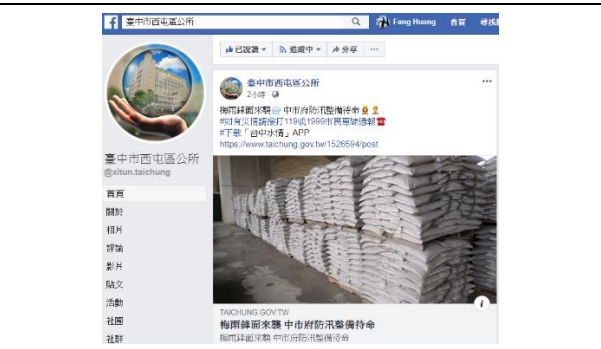 臺中市西屯區公所
Fang Huang 首頁 尋找
已說讚 追蹤中 分享
臺中市西屯區公所
@xitun.taichung
首頁
關於
相片
評論
影片
貼文
活動
社團
社群
臺中市西屯區公所
2小時
梅雨鋒面來襲 中市府防汛整備待命
#如有災情請撥打119或1999市民專線通報
#下載「台中水情」APP
https://www.taichung.gov.tw/1526594/post
TAICHUNG.GOV.TW
梅雨鋒面來襲 中市府防汛整備待命
梅雨鋒面來襲 中市府防汛整備待命